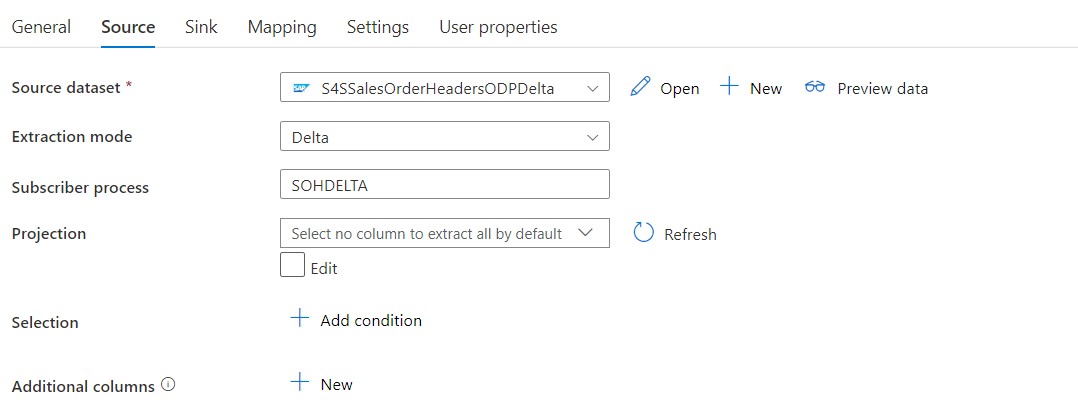 General Source Sink Mapping Settings User properties
Source dataset * SAP S4SSalesOrderHeadersODPDelta Open New Preview data
Extraction mode Delta
Subscriber process SOHDELTA
Projection Select no column to extract all by default Refresh
Edit
Selection Add condition
Additional columns New